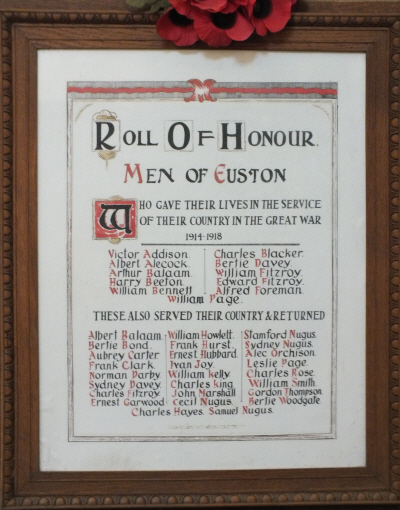 ROLL OF HONOUR.
MEN OF EUSTON
WHO GAVE THEIR LIVES IN THE SERVICE
OF THEIR COUNTRY IN THE GREAT WAR
1914-1918
Victor Addison. Charles Blacker.
Albert Alecock. Bertie Davey.
Arthur Balaam. William Fitzroy.
Harry Beeton. Edward Fitzroy.
William Bennett Alfred Foreman.
William Page.
THESE ALSO SERVED THEIR COUNTRY & RETURNED
Albert Balaam. William Howlett. Stamford Nugus.
Bertie Bond. Frank Hurst. Sydney Nugus.
Aubrey Carter Ernest Hubbard. Alec Orchison.
Frank Clark. Ivan Joy. Leslie Page
Norman Darby. William Kelly Charles Rose.
Sydney Davey. Charles King. William Smith.
Charles Fitzroy. John Marshall Gordon Thompson.
Ernest Garwood. Cecil Nugus. Bertie Woodgate
Charles Hayes. Samuel Nugus.